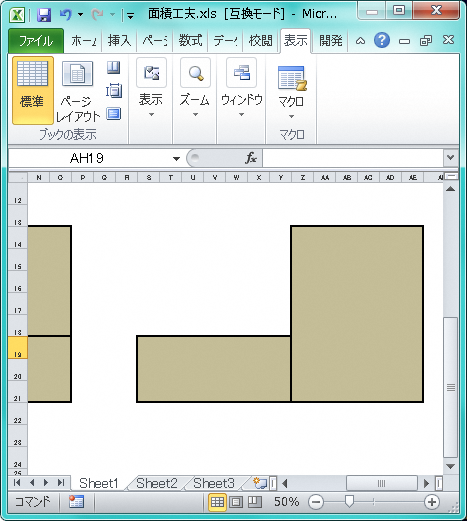 面積工夫.xls [互換モード] - Micr...
ファイル ホーム 挿入 ページ 数式 データ 校閲 表示 開発
標準 ページレイアウト 表示 ズーム ウィンドウ マクロ
ブックの表示 マクロ
AH19 fx
N O P Q R S T U V W X Y Z AA AB AC AD AE
12
13
14
15
16
17
18
19
20
21
22
23
24
Sheet1 Sheet2 Sheet3
コマンド 50%